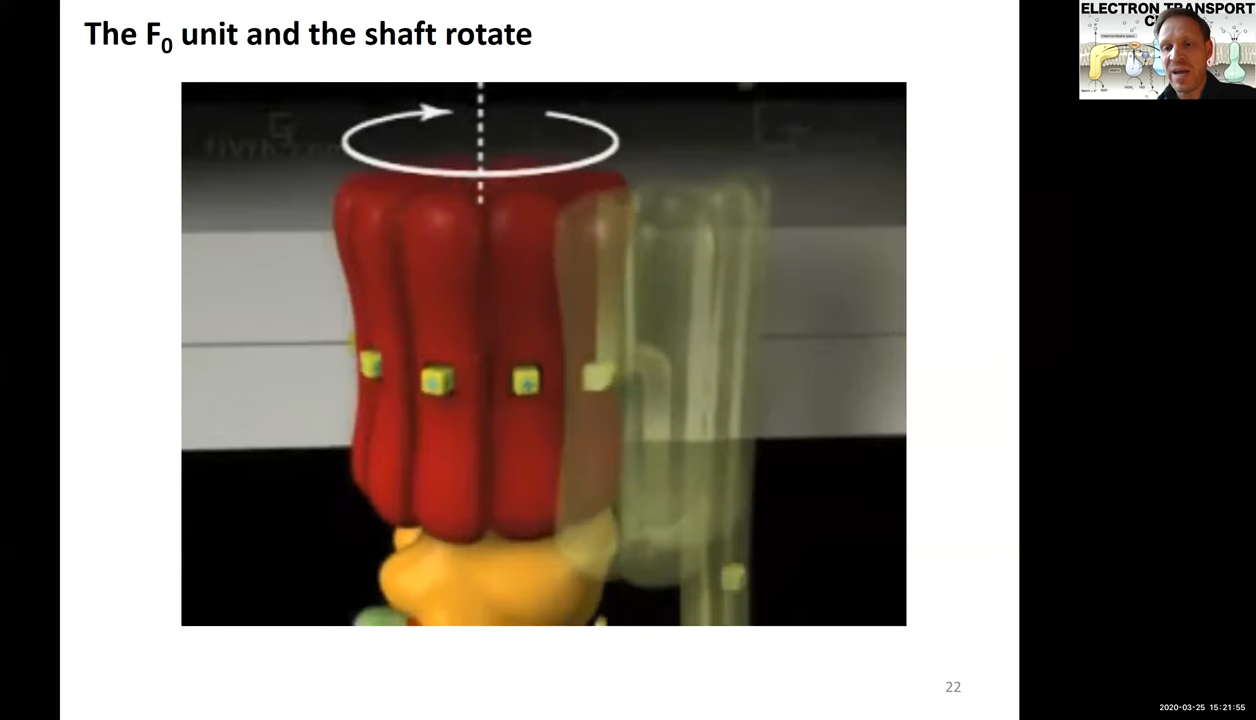 The F₀ unit and the shaft rotate
ELECTRON TRANSPORT
22
2020-03-25 15:21:55